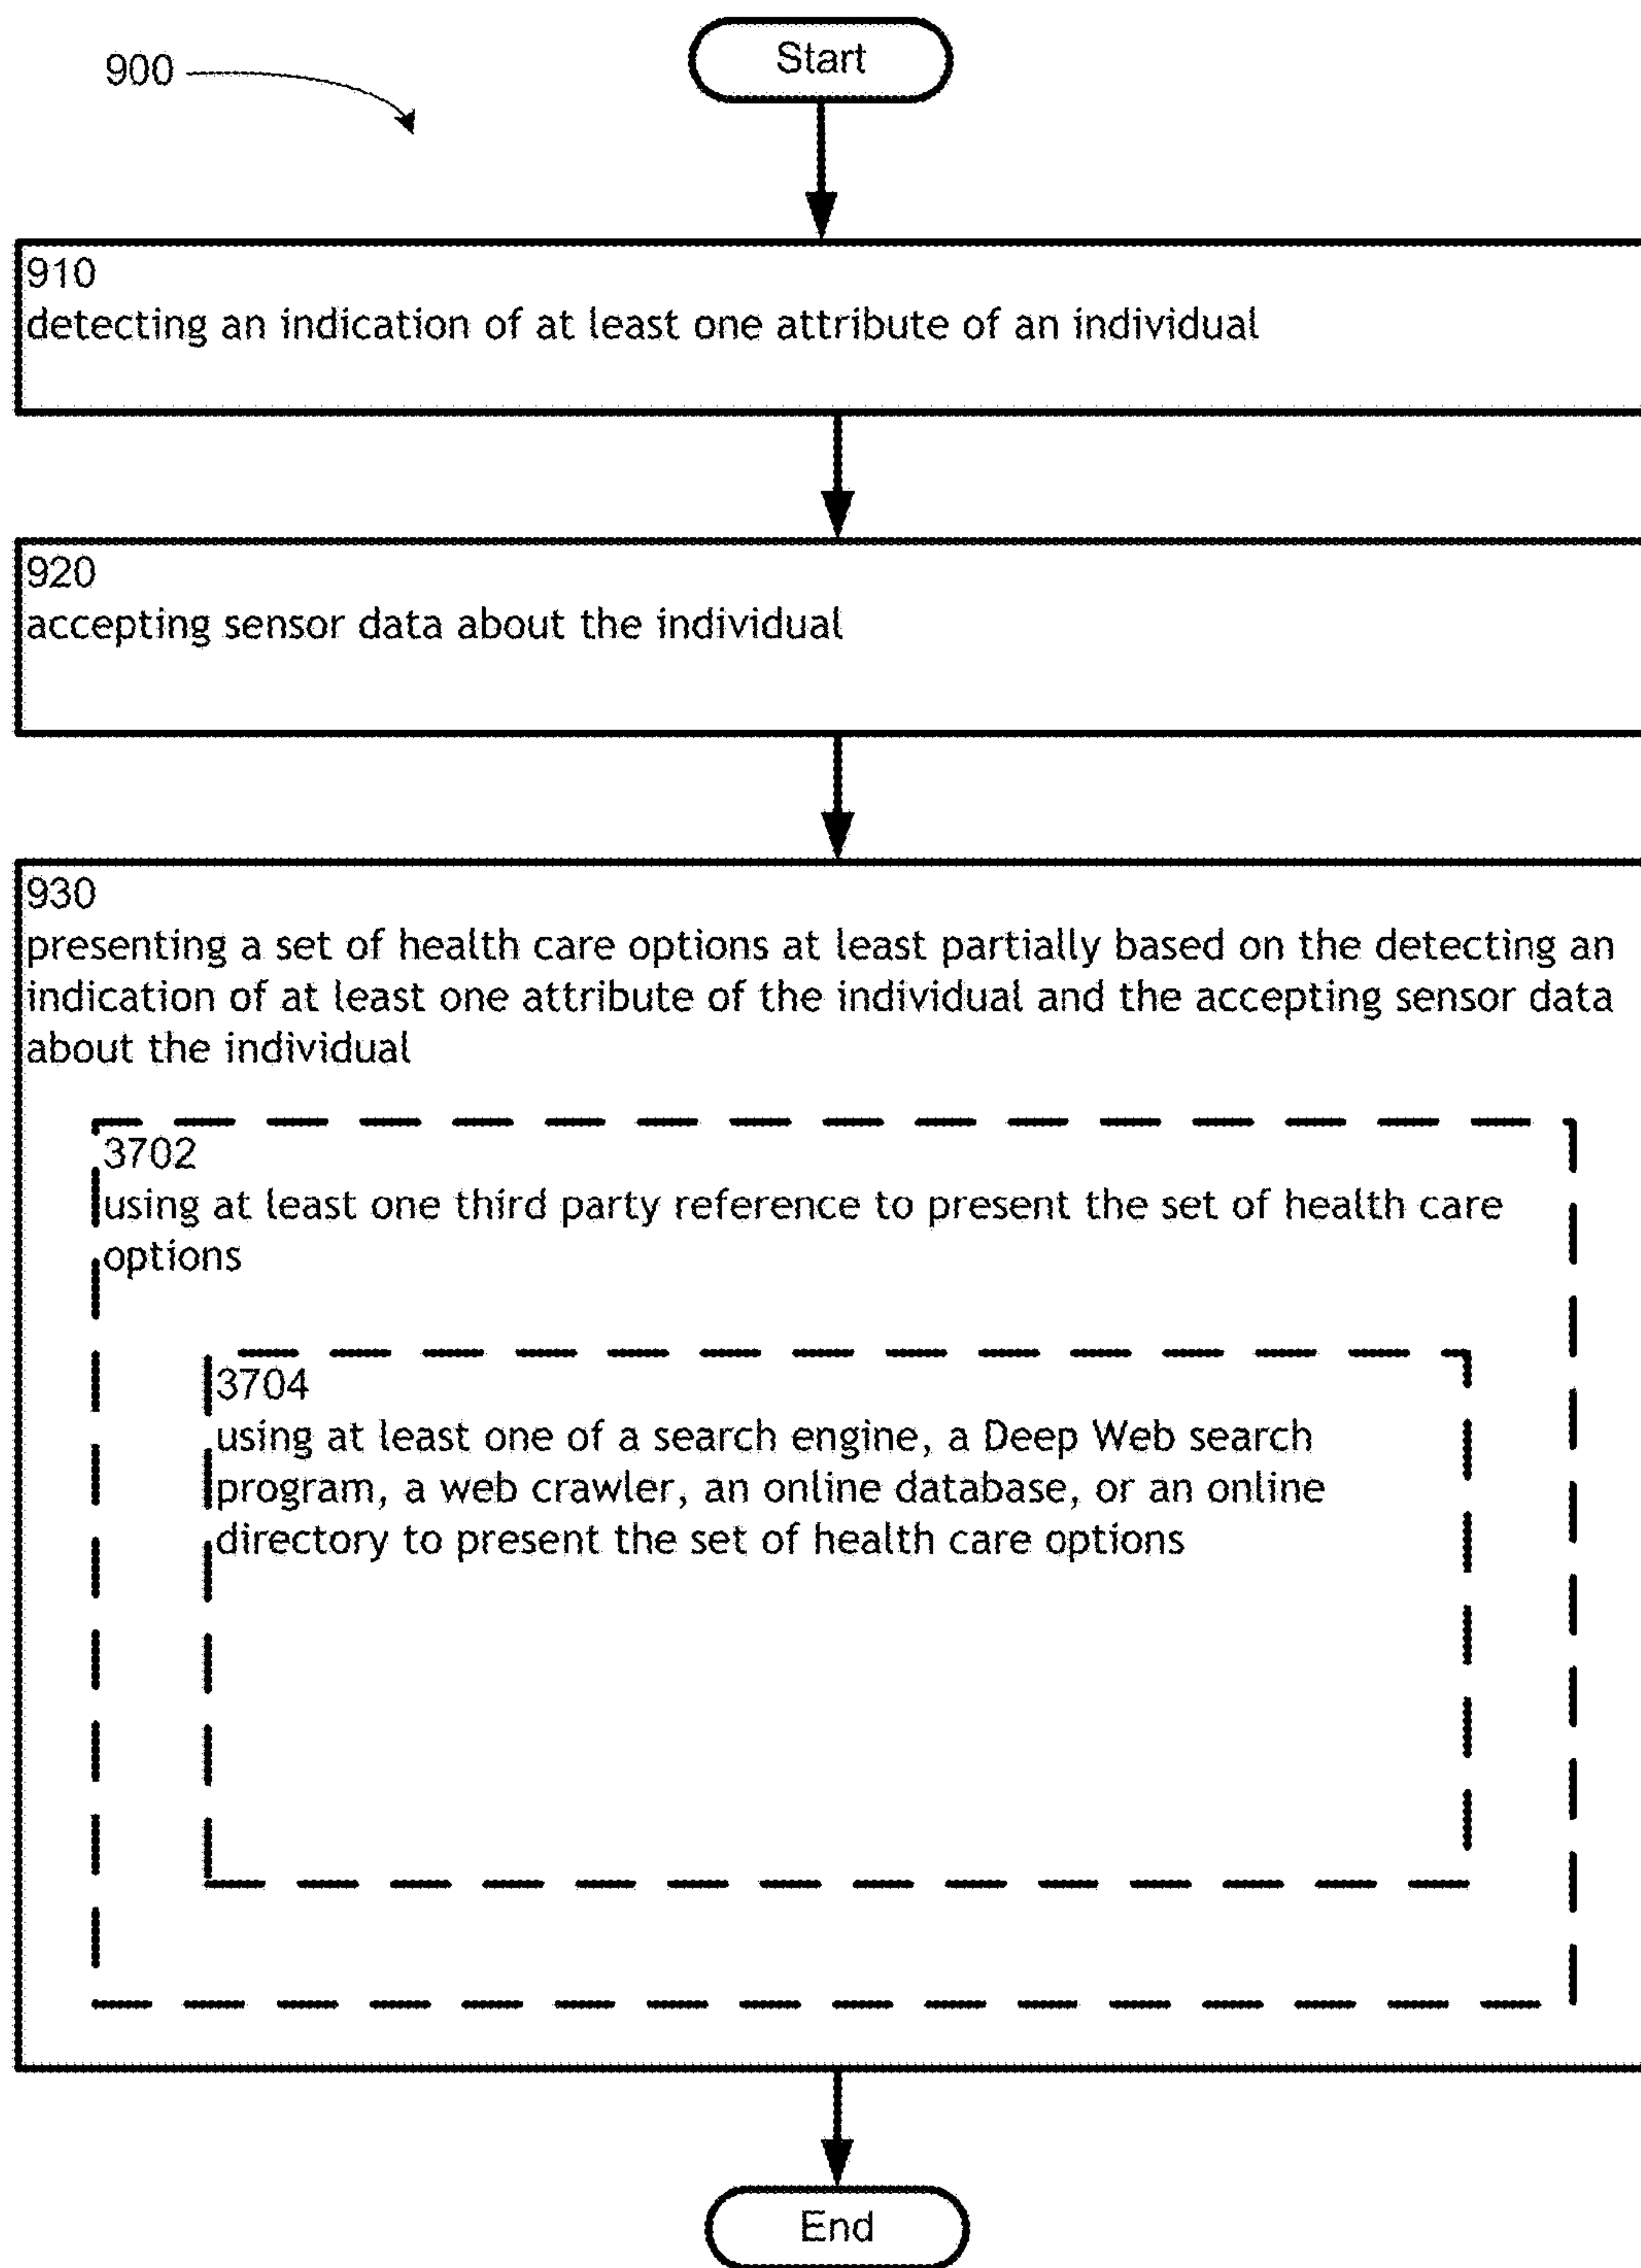 900
Start
910
detecting an indication of at least one attribute of an individual
920
accepting sensor data about the individual
930
presenting a set of health care options at least partially based on the detecting an
indication of at least one attribute of the individual and the accepting sensor data
about the individual
3702
using at least one third party reference to present the set of health care
options
3704
using at least one of a search engine, a Deep Web search
program, a web crawler, an online database, or an online
directory to present the set of health care options
End